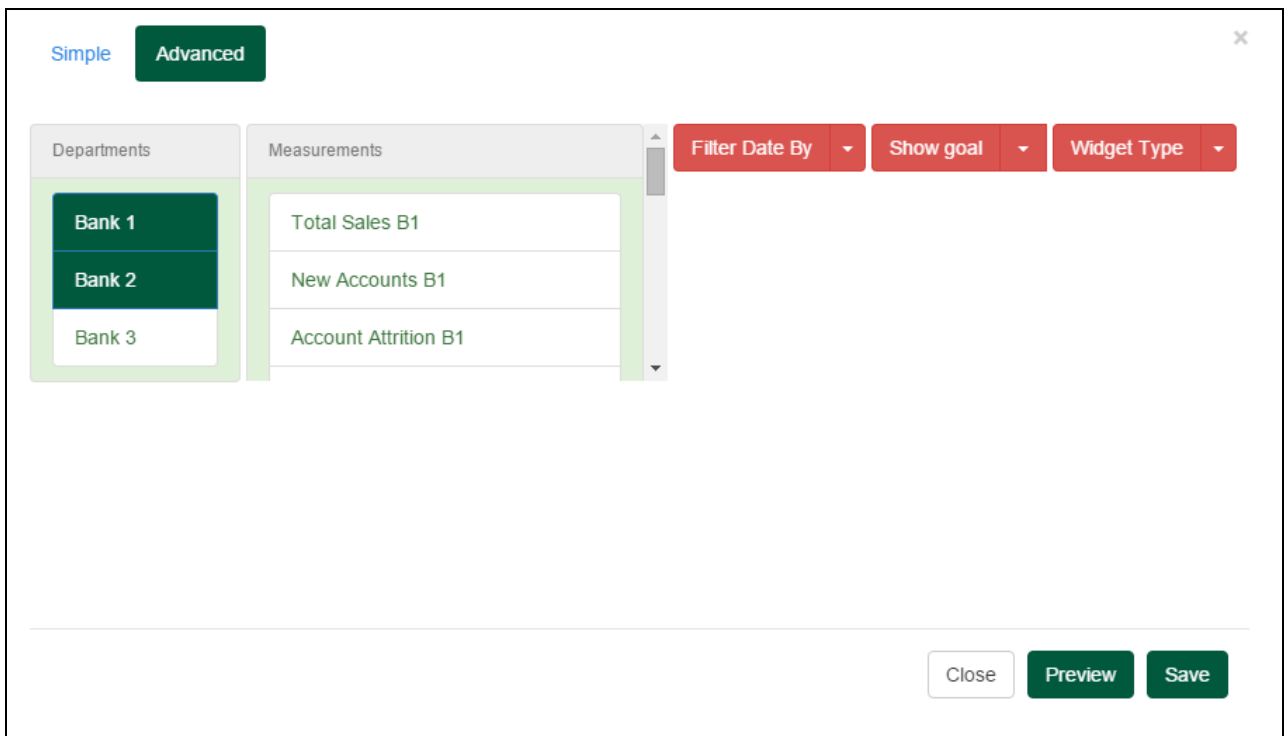 Simple Advanced ×
Departments Measurements Filter Date By Show goal Widget Type
Bank 1 Total Sales B1
Bank 2 New Accounts B1
Bank 3 Account Attrition B1
Close Preview Save